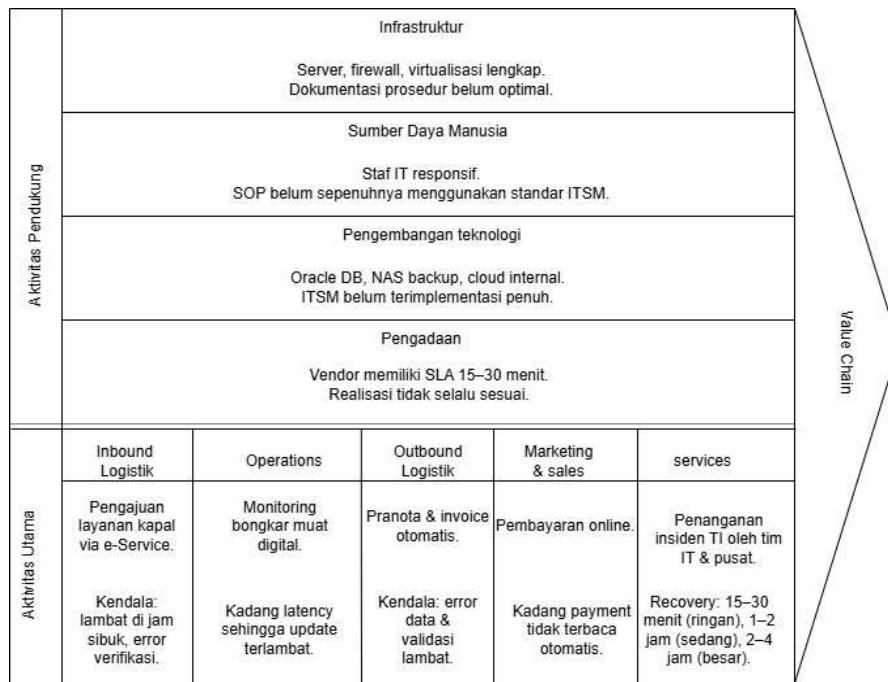 Infrastruktur
Server, firewall, virtualisasi lengkap.
Dokumentasi prosedur belum optimal.
Sumber Daya Manusia
Staf IT responsif.
SOP belum sepenuhnya menggunakan standar ITSM.
Pengembangan teknologi
Oracle DB, NAS backup, cloud internal.
ITSM belum terimplementasi penuh.
Pengadaan
Vendor memiliki SLA 15–30 menit.
Realisasi tidak selalu sesuai.
Aktivitas Pendukung
Value Chain
Aktivitas Utama
Inbound
Logistik
Operations
Outbound
Logistik
Marketing
& sales
services
Pengajuan
layanan kapal
via e-Service.
Kendala:
lambat di jam
sibuk, error
verifikasi.
Monitoring
bongkar muat
digital.
Kadang latency
sehingga update
terlambat.
Pranota & invoice
otomatis.
Kendala: error
data &
validasi
lambat.
Pembayaran online.
Kadang payment
tidak terbaca
otomatis.
Penanganan
insiden TI oleh tim
IT & pusat.
Recovery: 15–30
menit (ringan), 1–2
jam (sedang), 2–4
jam (besar).